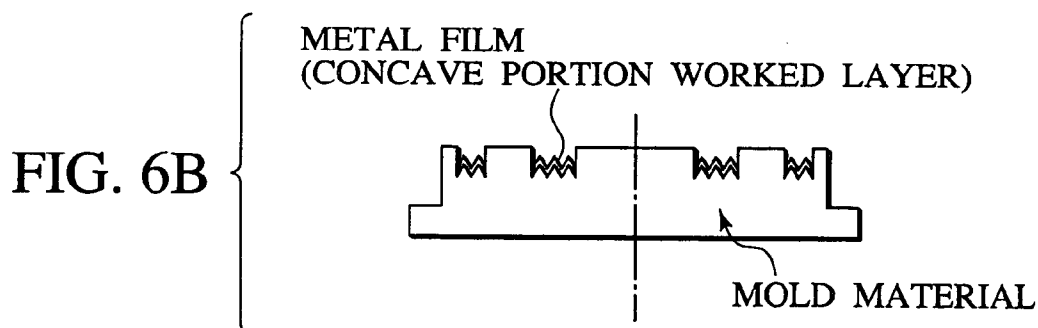 FIG. 6B
METAL FILM
(CONCAVE PORTION WORKED LAYER)
MOLD MATERIAL